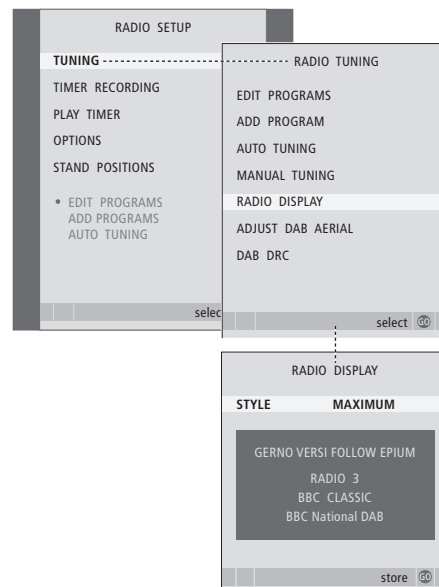 RADIO SETUP
TUNING
TIMER RECORDING
PLAY TIMER
OPTIONS
STAND POSITIONS
• EDIT PROGRAMS
ADD PROGRAMS
AUTO TUNING
selec
RADIO TUNING
EDIT PROGRAMS
ADD PROGRAM
AUTO TUNING
MANUAL TUNING
RADIO DISPLAY
ADJUST DAB AERIAL
DAB DRC
select GO
RADIO DISPLAY
STYLE MAXIMUM
GERNO VERSI FOLLOW EPIUM
RADIO 3
BBC CLASSIC
BBC National DAB
store GO